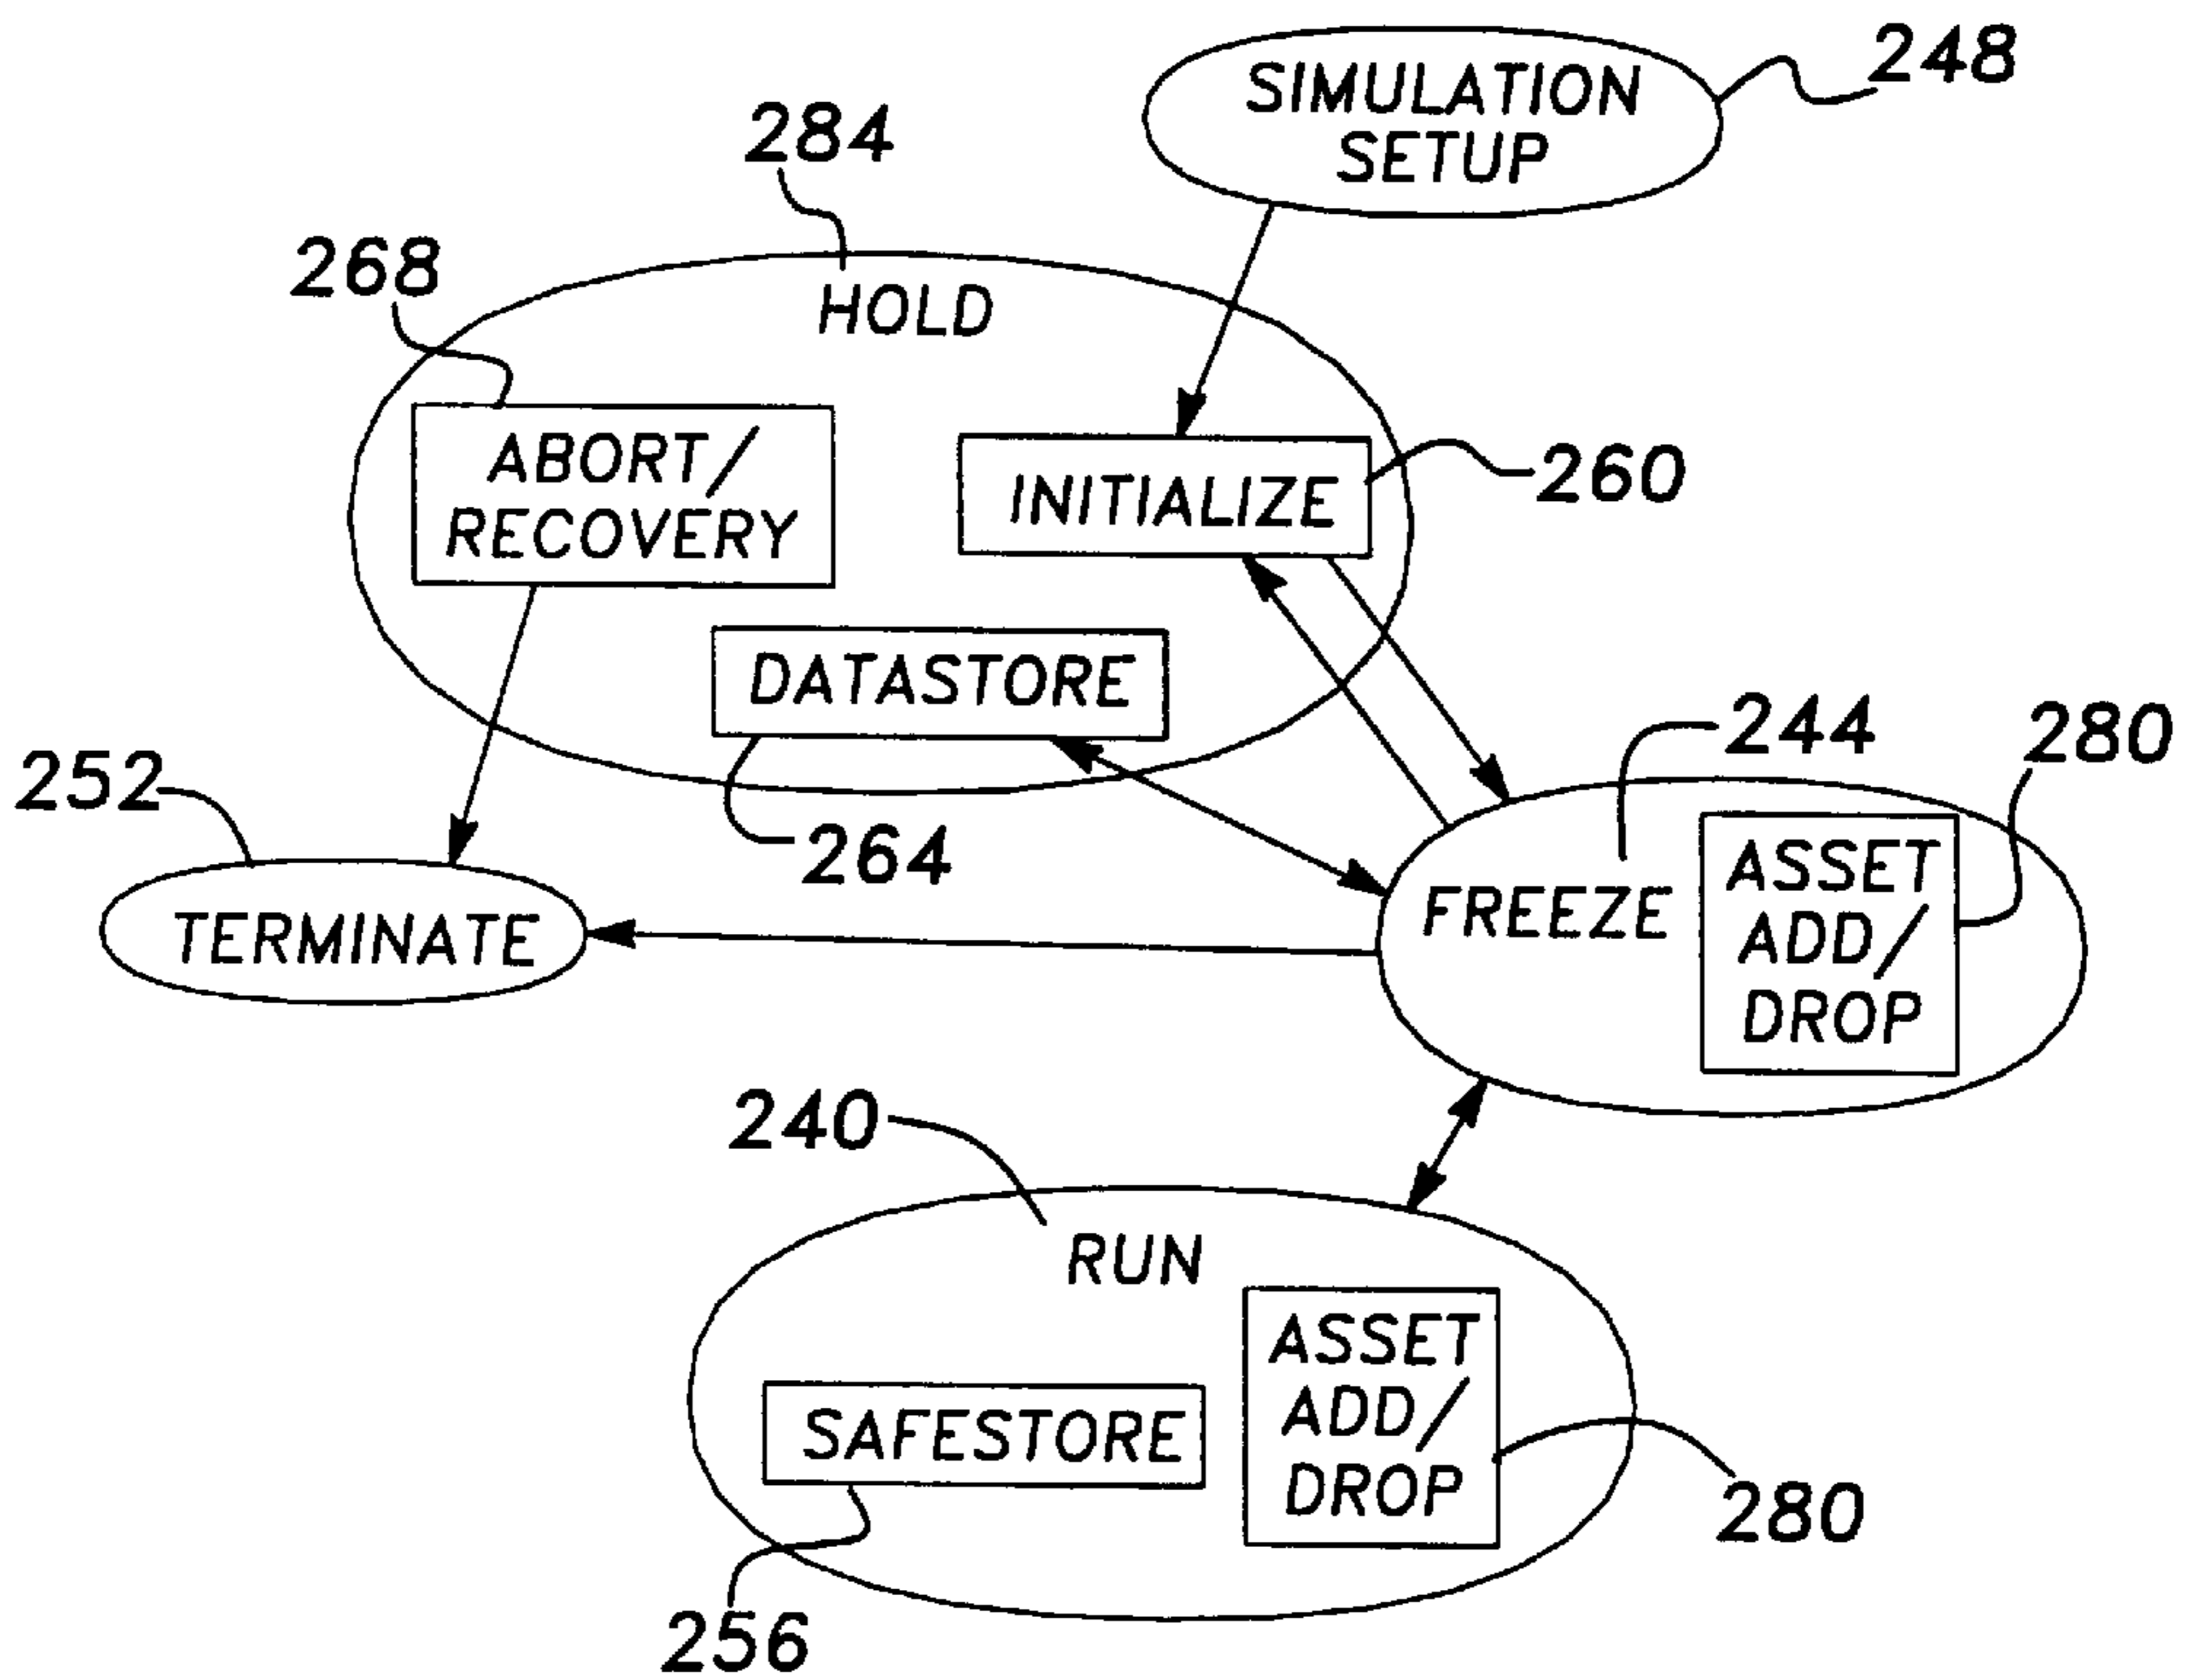 248
SIMULATION
SETUP
284
268
HOLD
ABORT/
RECOVERY
INITIALIZE
260
DATASTORE
244
280
252
264
ASSET
ADD/
DROP
FREEZE
TERMINATE
240
RUN
ASSET
ADD/
DROP
SAFESTORE
280
256